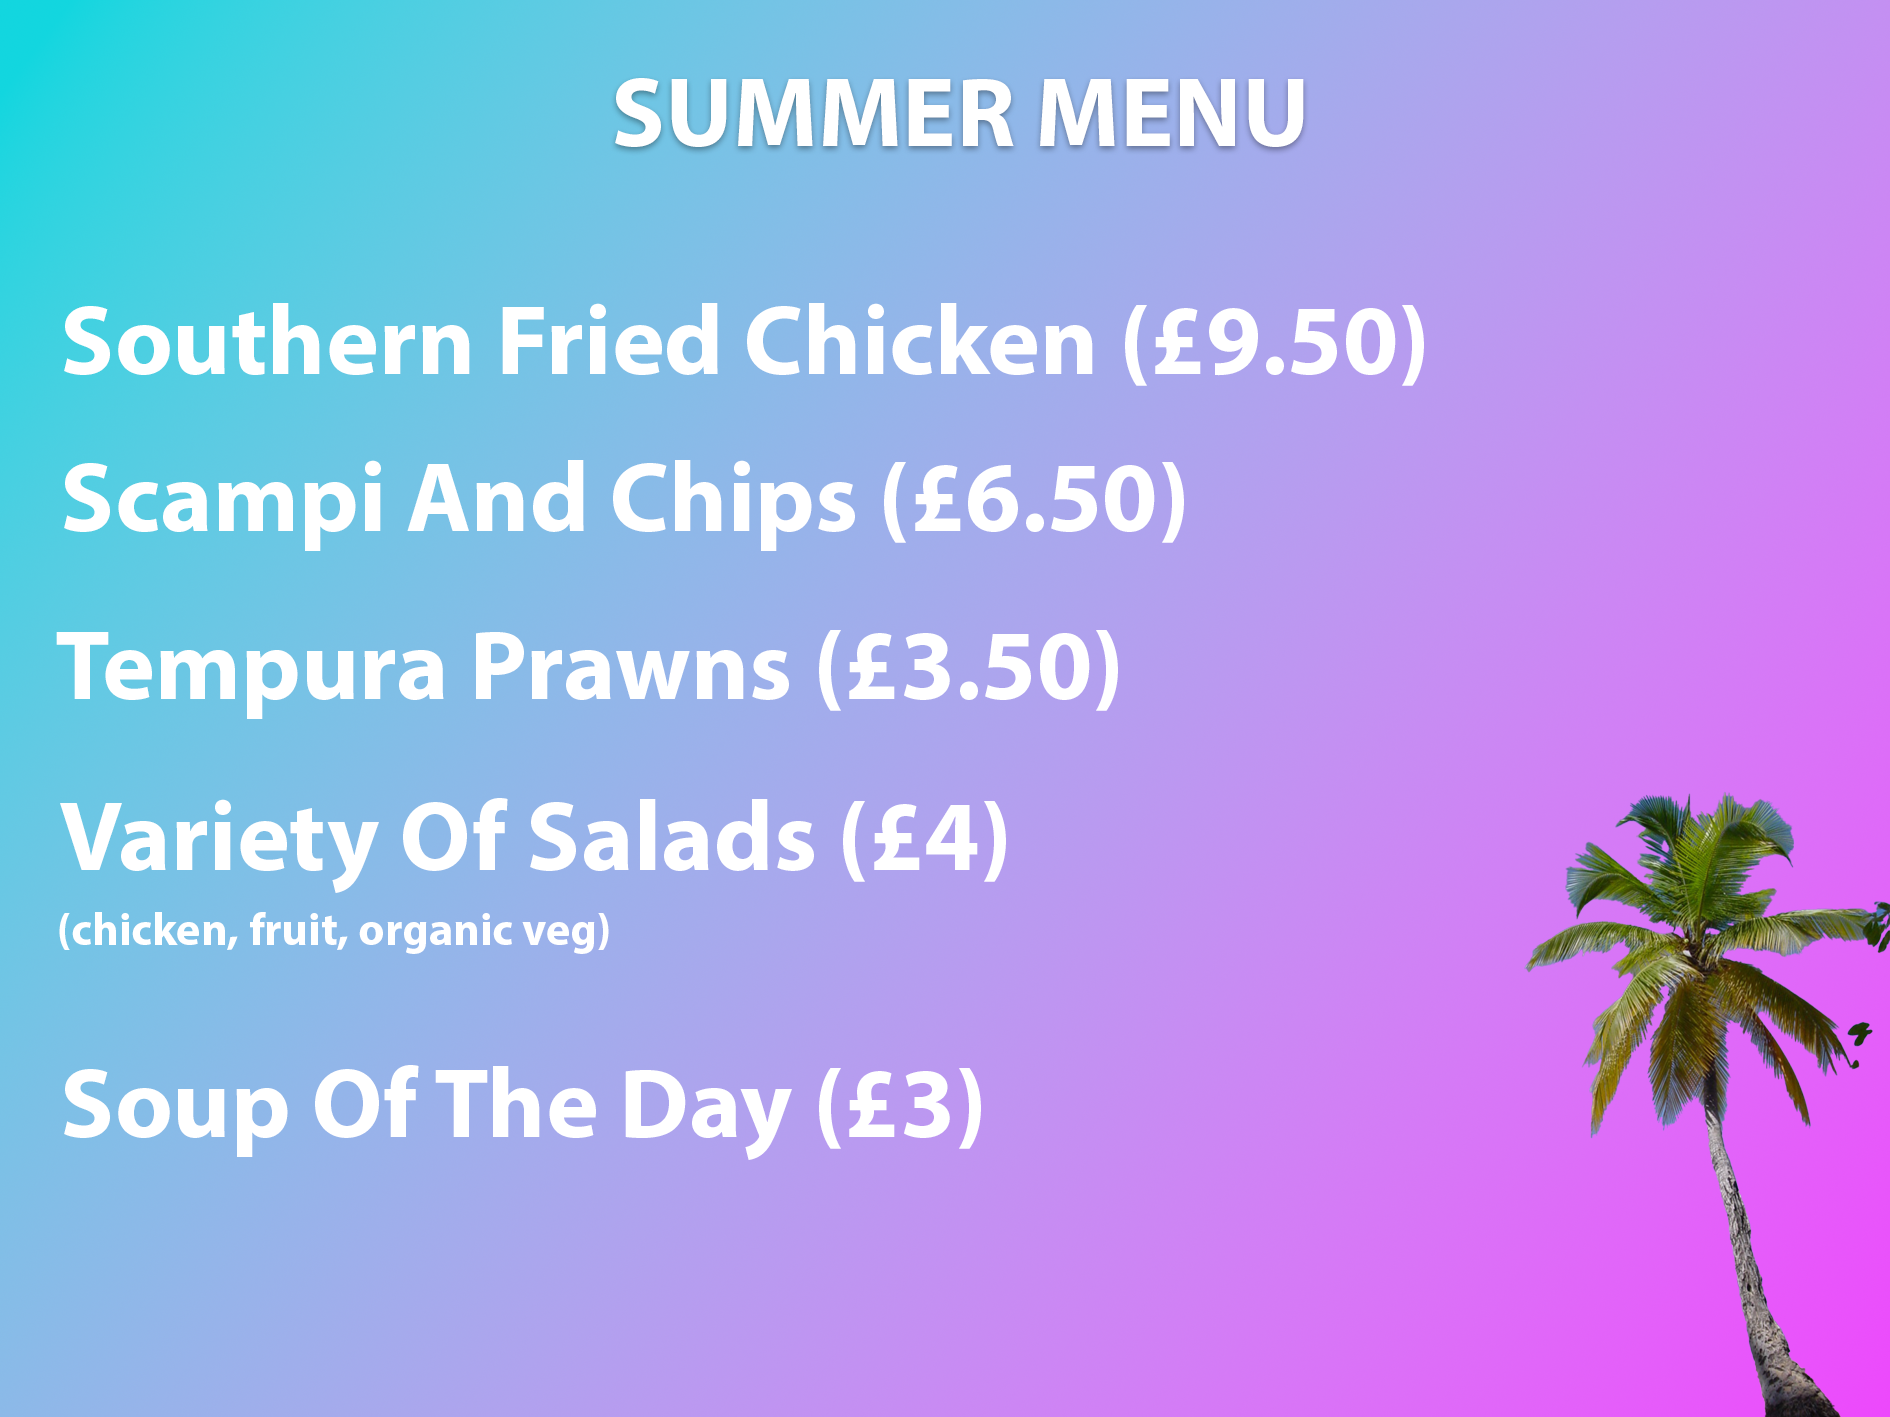 SUMMER MENU
Southern Fried Chicken (£9.50)
Scampi And Chips (£6.50)
Tempura Prawns (£3.50)
Variety Of Salads (£4)
(chicken, fruit, organic veg)
Soup Of The Day (£3)